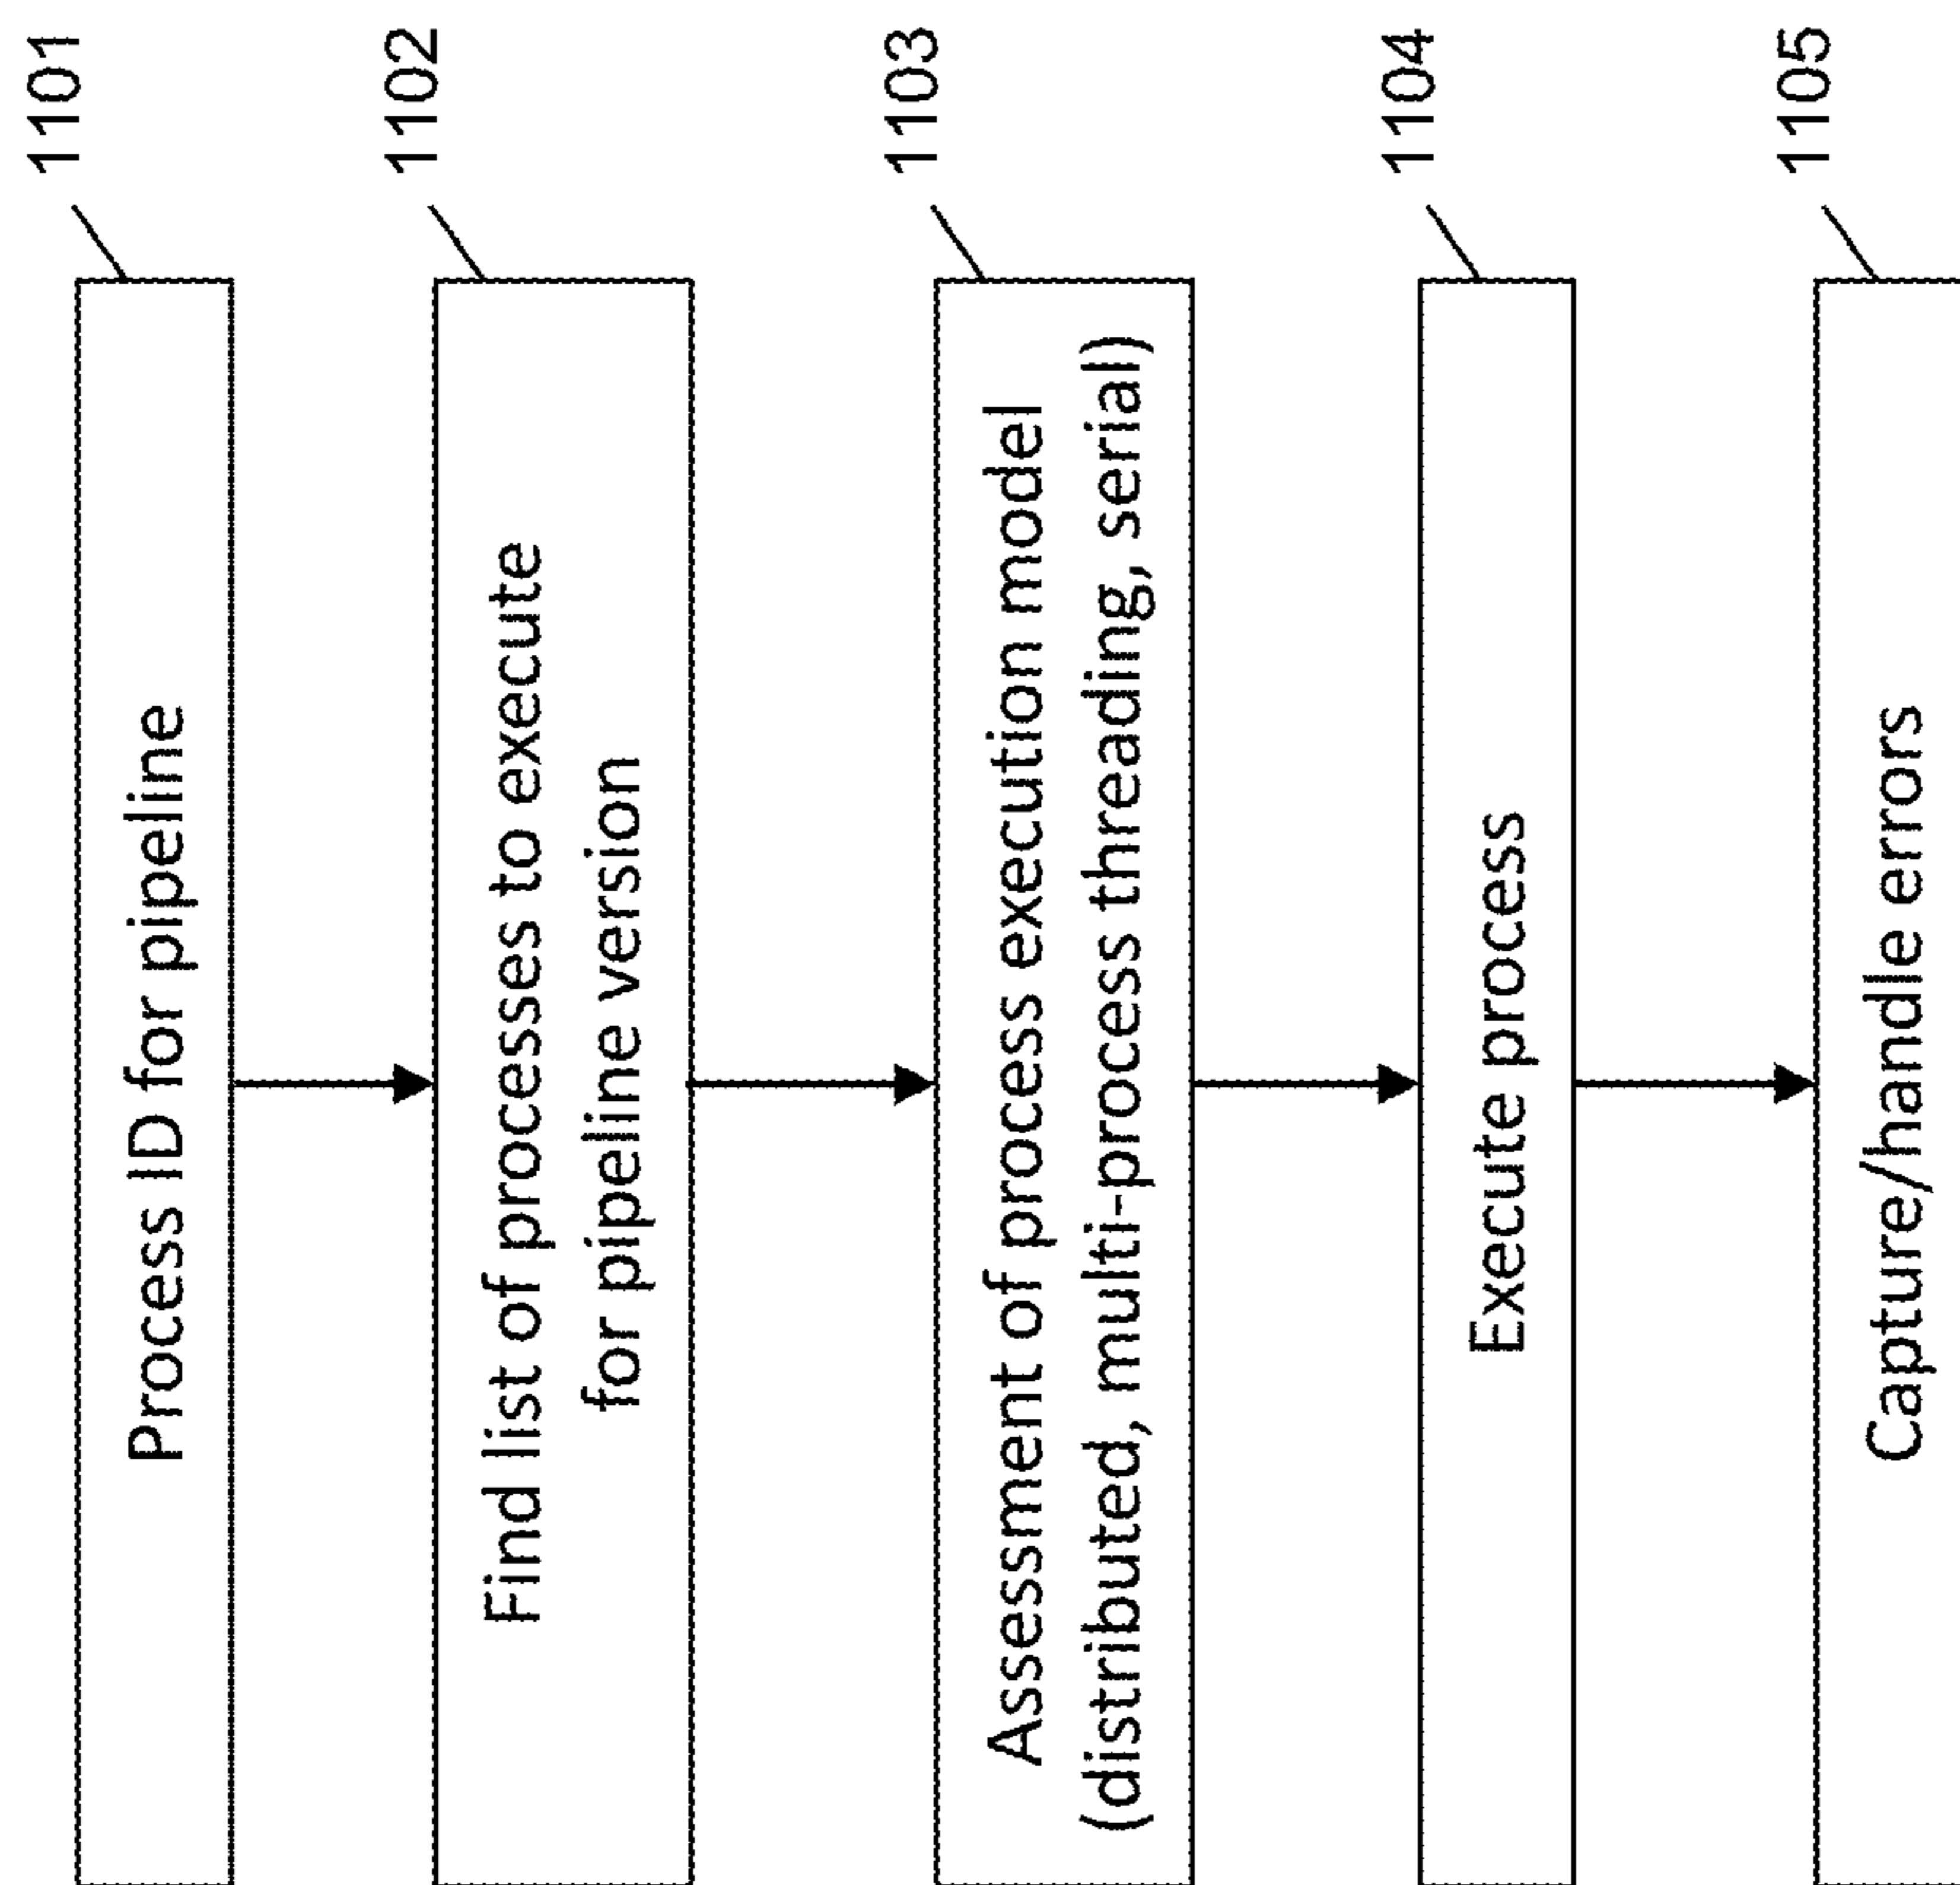 1101
Process ID for pipeline
1102
Find list of processes to execute
for pipeline version
1103
Assessment of process execution model
(distributed, multi-process threading, serial)
1104
Execute process
1105
Capture/handle errors